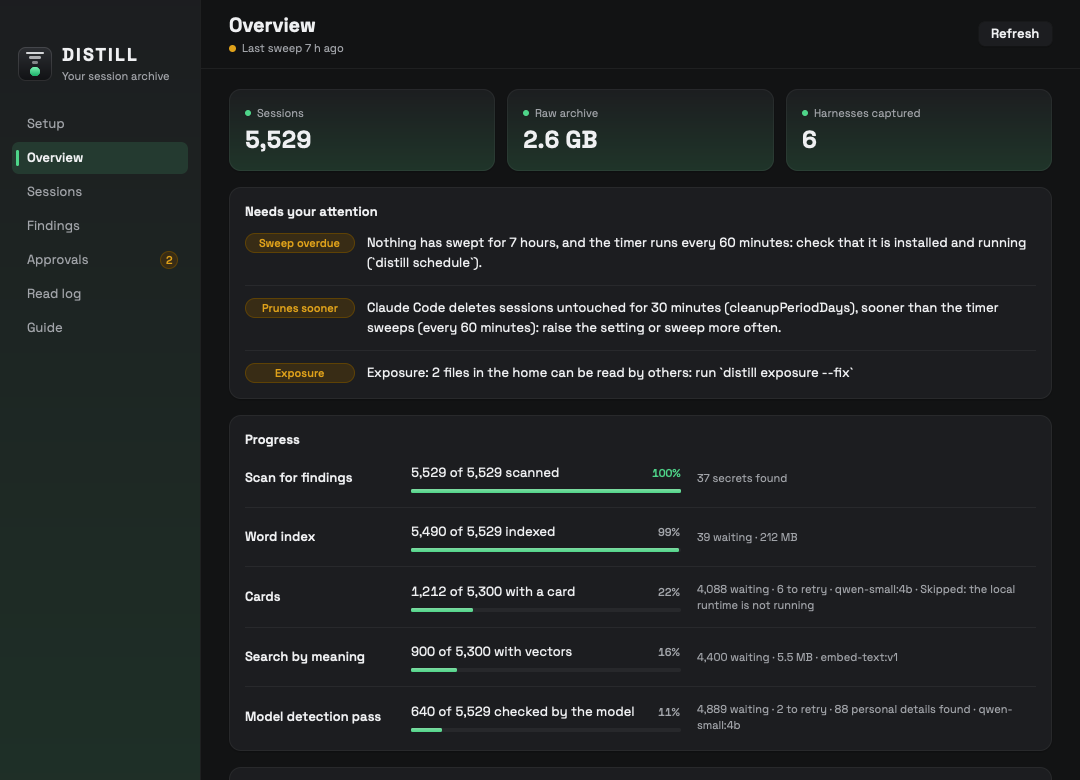 DISTILL
Your session archive
Setup
Overview
Sessions
Findings
Approvals 2
Read log
Guide
Overview
Last sweep 7 h ago
Refresh
Sessions
5,529
Raw archive
2.6 GB
Harnesses captured
6
Needs your attention
Sweep overdue
Nothing has swept for 7 hours, and the timer runs every 60 minutes: check that it is installed and running
(`distill schedule`).
Prunes sooner
Claude Code deletes sessions untouched for 30 minutes (cleanupPeriodDays), sooner than the timer
sweeps (every 60 minutes): raise the setting or sweep more often.
Exposure
Exposure: 2 files in the home can be read by others: run `distill exposure --fix`
Progress
Scan for findings
5,529 of 5,529 scanned 100%
37 secrets found
Word index
5,490 of 5,529 indexed 99%
39 waiting · 212 MB
Cards
1,212 of 5,300 with a card 22%
4,088 waiting · 6 to retry · qwen-small:4b · Skipped: the local
runtime is not running
Search by meaning
900 of 5,300 with vectors 16%
4,400 waiting · 5.5 MB · embed-text:v1
Model detection pass
640 of 5,529 checked by the model 11%
4,889 waiting · 2 to retry · 88 personal details found · qwen-
small:4b